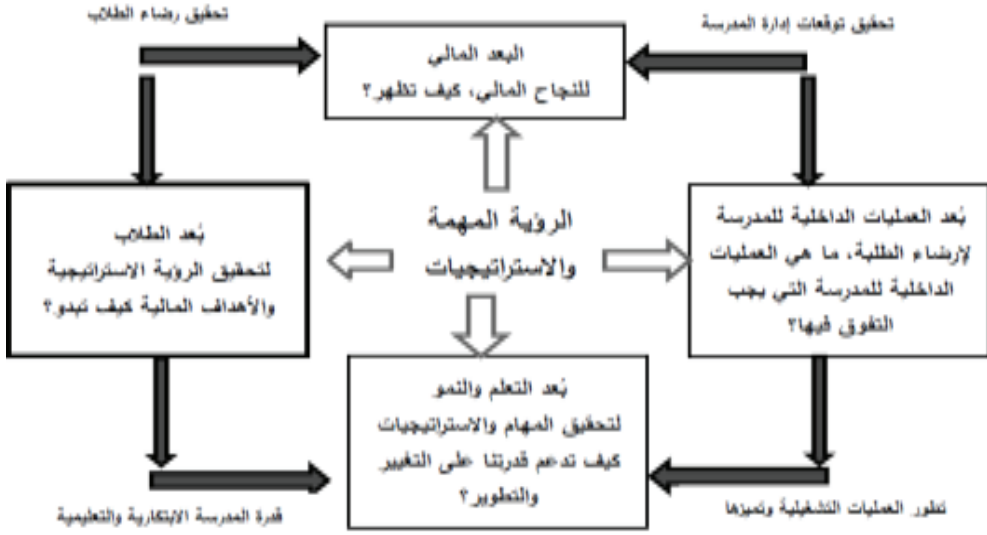 تحقيق رضاء الطلاب
تحقيق توقعات إدارة المدرسة
البعد المالي
للنجاح المالي، كيف تظهر؟
بُعد العمليات الداخلية للمدرسة
لإرضاء الطلبة، ما هي العمليات
الداخلية للمدرسة التي يجب
التفوق فيها؟
الرؤية المهمة
والاستراتيجيات
بُعد الطلاب
لتحقيق الرؤية الاستراتيجية
والأهداف المالية كيف تبدو؟
بُعد التعلم والنمو
لتحقيق المهام والاستراتيجيات
كيف تدعم قدرتنا على التغيير
والتطوير؟
تطور العمليات التشغيلية وتميزها
قدرة المدرسة الابتكارية والتعليمية